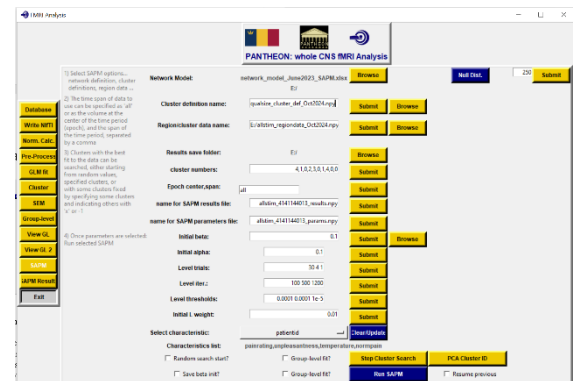 fMRI Analysis
PANTHEON: whole CNS fMRI Analysis
1) Select SAPM options...
network definition, cluster
definitions, region data ...
2) The time span of data to
use can be specified as 'all'
or as the volume at the
center of the time period
(epoch), and the span of
the time period, separated
by a comma
3) Clusters with the best
fit to the data can be
searched, either starting
from random values,
specified clusters, or
with some clusters fixed
by specifying some clusters
and indicating others with
'x' or -1
4) Once parameters are selected:
Run selected SAPM
Database
Write NIfTI
Norm. Calc.
Pre-Process
GLM fit
Cluster
SEM
Group-level
View GL
View GL 2
SAPM
SAPM Result
Exit
Network Model: network_model_June2023_SAPM.xlsx Browse Null Dist. 250 Submit
E:/
Cluster definition name: qualsize_cluster_def_Oct2024.npy Submit Browse
Region/cluster data name: E:/allstim_regiondata_Oct2024.npy Submit Browse
Results save folder: E:/ Browse
cluster numbers: 4,1,0,2,3,0,1,4,0,0 Submit
Epoch center,span: all Submit
name for SAPM results file: allstim_4141144013_results.npy Submit
name for SAPM parameters file: allstim_4141144013_params.npy Submit
Initial beta: 0.1 Submit Browse
Initial alpha: 0.1 Submit
Level trials: 30 4 1 Submit
Level iter.: 100 500 1200 Submit
Level thresholds: 0.0001 0.0001 1e-5 Submit
Initial L weight: 0.01 Submit
Select characteristic: patientid Clear/Update
Characteristics list: painrating,unpleasantness,temperature,normpain
Random search start? Group-level fit? Stop Cluster Search PCA Cluster ID
Save beta init? Group-level fit? Run SAPM Resume previous